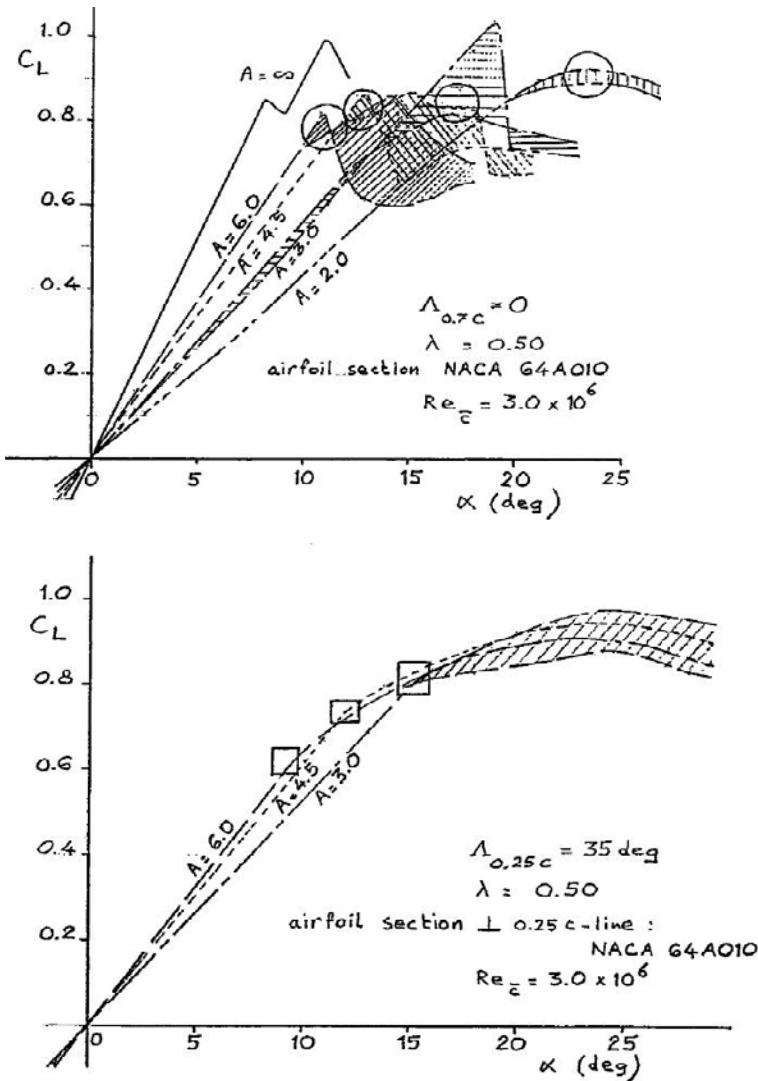 C_L
1.0
0.8
0.6
0.4
0.2
A = ∞
A = 6.0
A = 4.5
A = 3.0
A = 2.0
Λ_0.7c = 0
λ = 0.50
airfoil section NACA 64A010
Re_c̄ = 3.0 x 10^6
0 5 10 15 20 25
α (deg)
1.0
C_L
0.8
0.6
0.4
0.2
A = 6.0
A = 4.5
A = 3.0
Λ_0,25c = 35 deg
λ = 0.50
airfoil section ⊥ 0.25 c-line :
NACA 64A010
Re_c̄ = 3.0 x 10^6
0 5 10 15 20 25
α (deg)